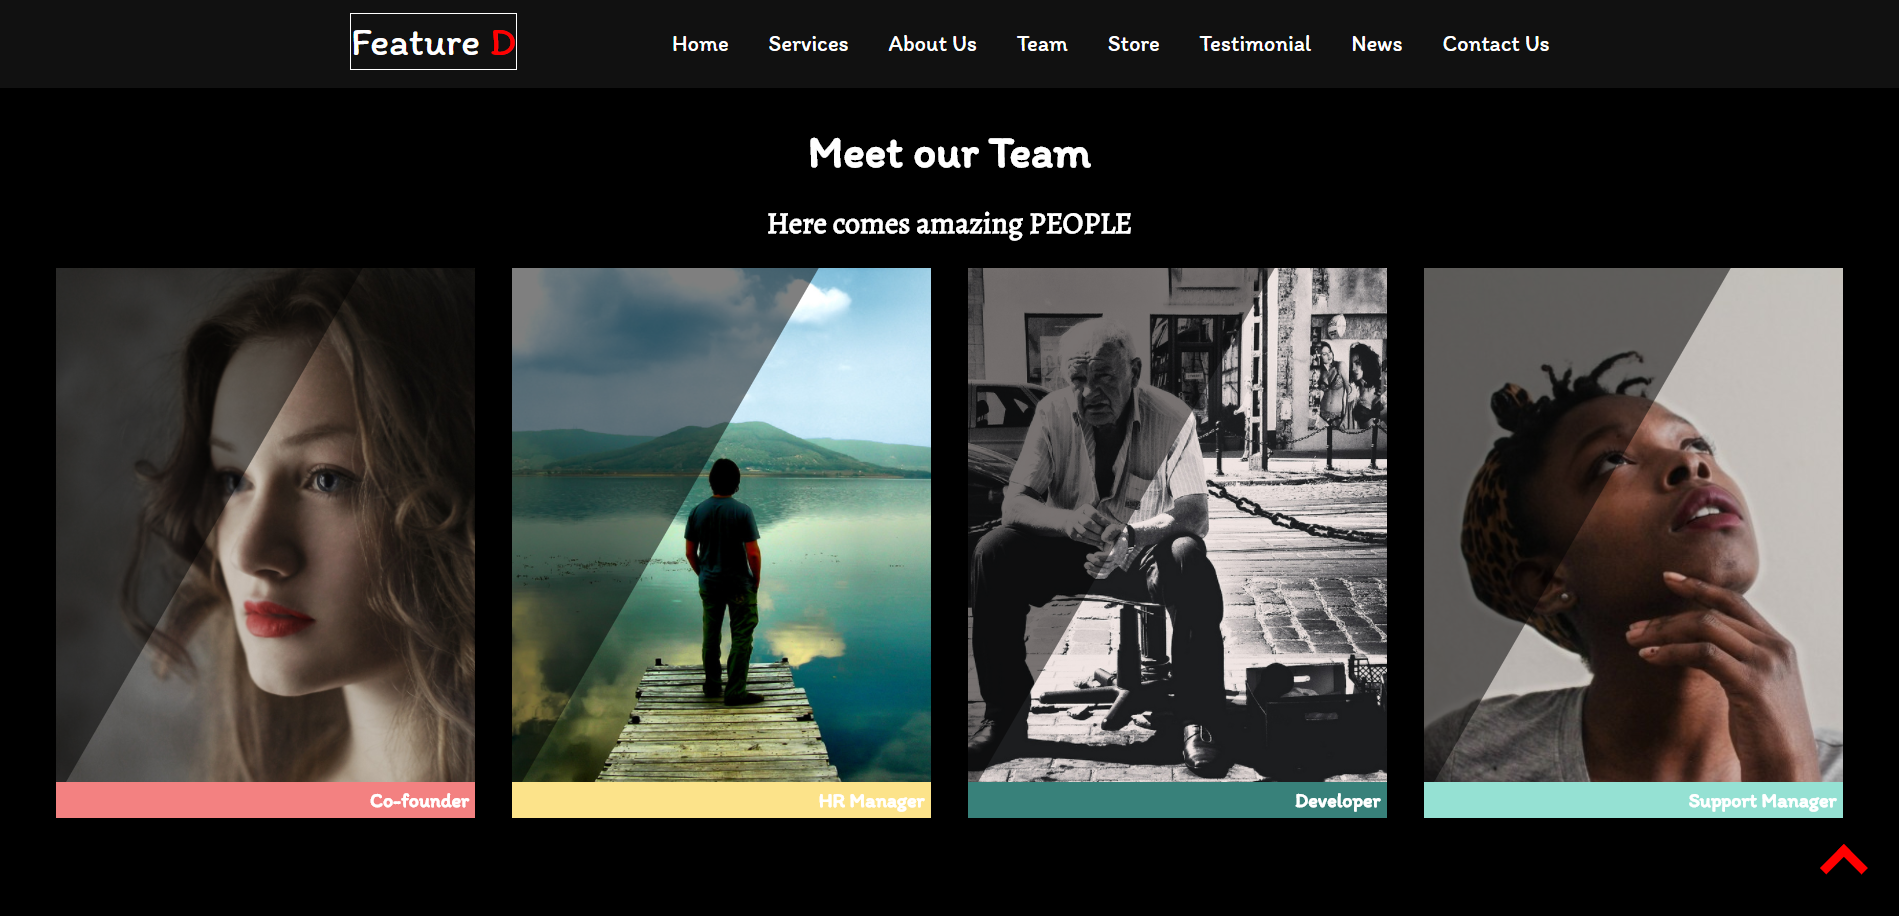 Feature D
Home Services About Us Team Store Testimonial News Contact Us
Meet our Team
Here comes amazing PEOPLE
Co-founder
HR Manager
Developer
Support Manager